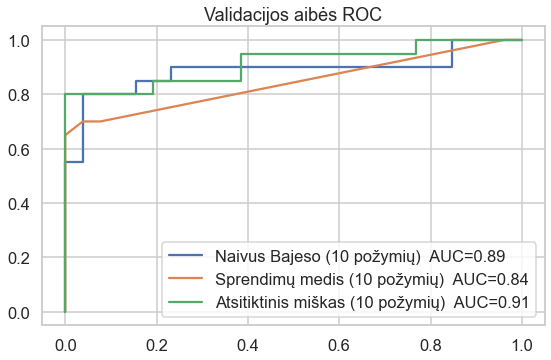 Validacijos aibės ROC
1.0
0.8
0.6
0.4
0.2
0.0
Naivus Bajeso (10 požymių) AUC=0.89
Sprendimų medis (10 požymių) AUC=0.84
Atsitiktinis miškas (10 požymių) AUC=0.91
0.0 0.2 0.4 0.6 0.8 1.0